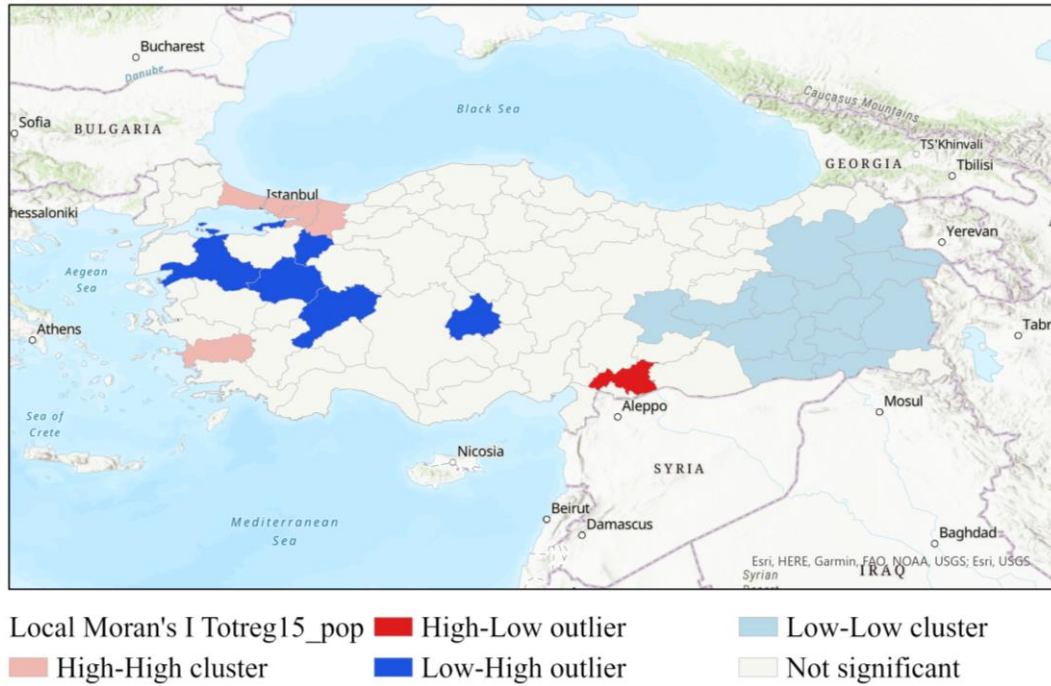 Bucharest
Danube
Sofia
BULGARIA
Black Sea
Caucasus Mountains
TS'Khinvali
GEORGIA
Tbilisi
Istanbul
hessaloniki
Yerevan
Aegean
Sea
Athens
Tabr
Sea of
Crete
Aleppo
Mosul
Nicosia
SYRIA
Beirut
Damascus
Mediterranean
Sea
Baghdad
Esri, HERE, Garmin, FAO, NOAA, USGS; Esri, USGS
Syrian
IRAQ
Local Moran's I Totreg15_pop
High-Low outlier
Low-Low cluster
High-High cluster
Low-High outlier
Not significant